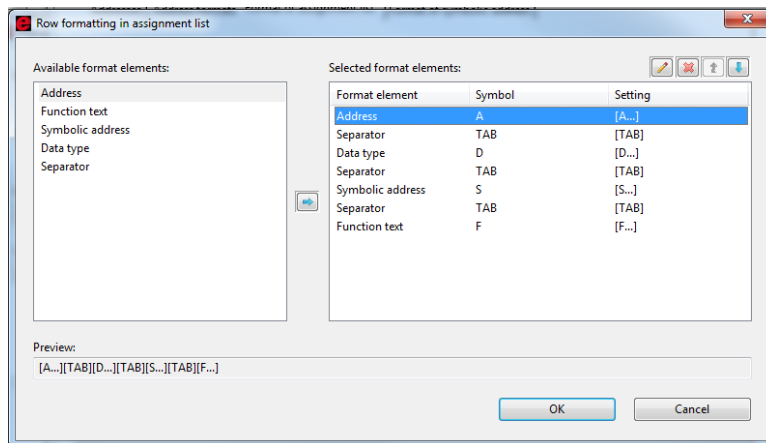 Row formatting in assignment list
Available format elements:
Address
Function text
Symbolic address
Data type
Separator
Selected format elements:
Format element Symbol Setting
Address A [A...]
Separator TAB [TAB]
Data type D [D...]
Separator TAB [TAB]
Symbolic address S [S...]
Separator TAB [TAB]
Function text F [F...]
Preview:
[A...][TAB][D...][TAB][S...][TAB][F...]
OK Cancel